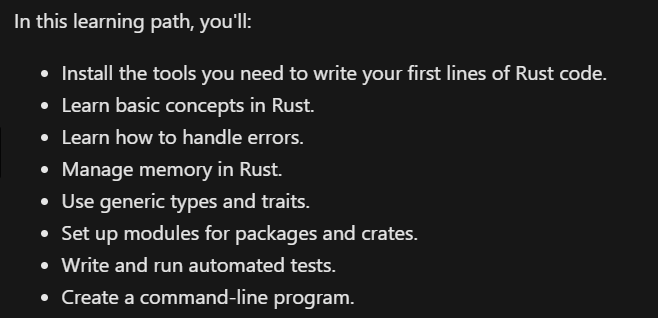 In this learning path, you'll:
• Install the tools you need to write your first lines of Rust code.
• Learn basic concepts in Rust.
• Learn how to handle errors.
• Manage memory in Rust.
• Use generic types and traits.
• Set up modules for packages and crates.
• Write and run automated tests.
• Create a command-line program.